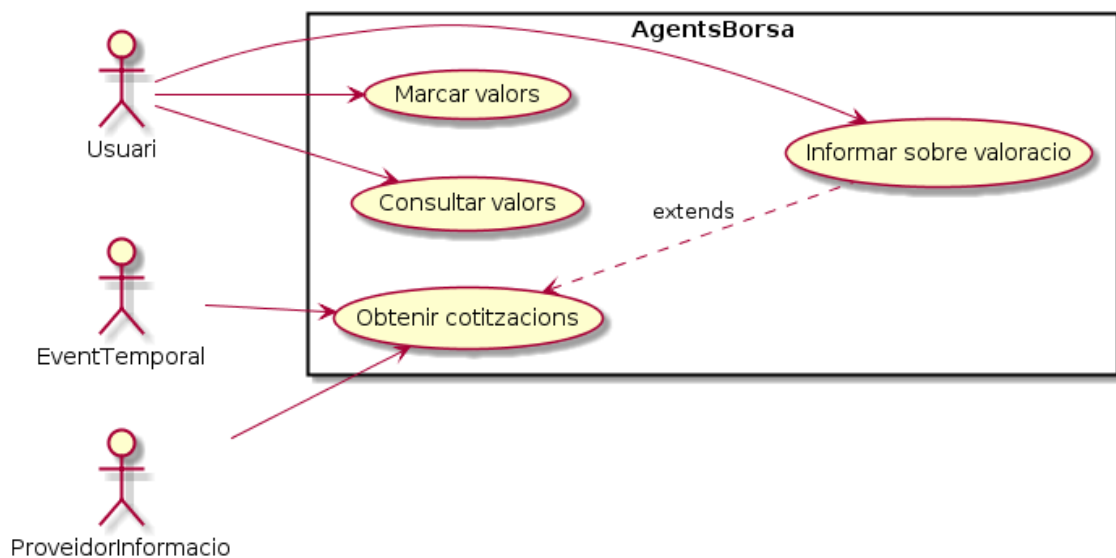 AgentsBorsa
Usuari
Marcar valors
Informar sobre valoracio
Consultar valors
extends
EventTemporal
Obtenir cotitzacions
ProveidorInformacio